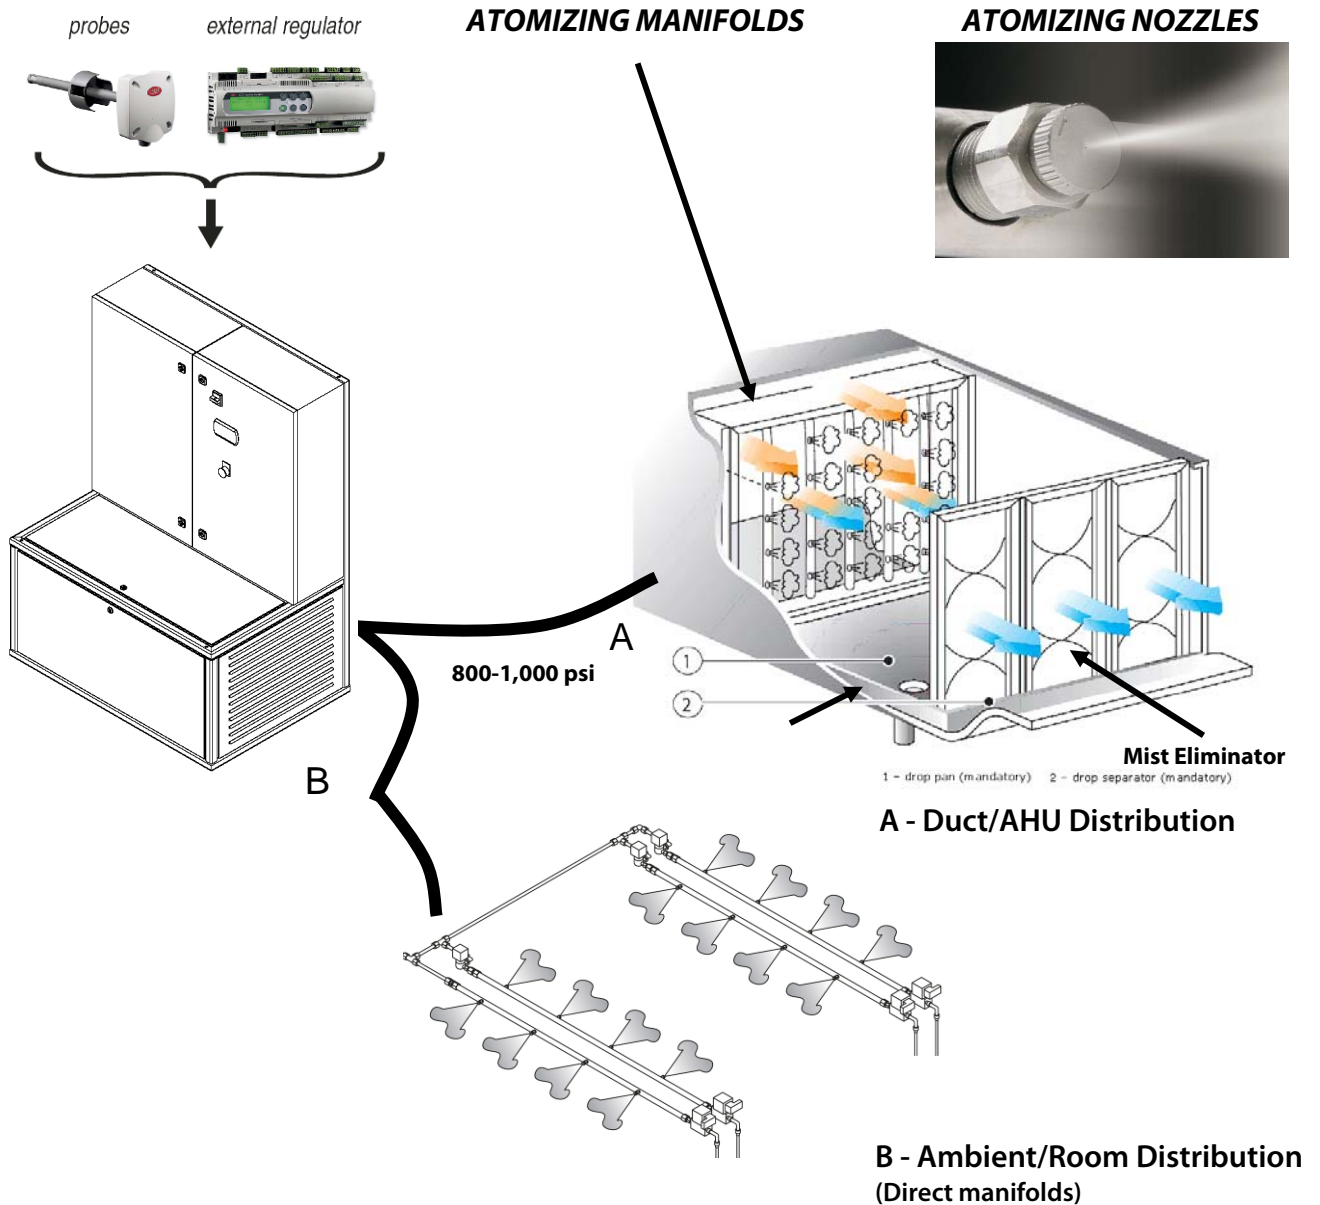 probes
external regulator
ATOMIZING MANIFOLDS
ATOMIZING NOZZLES
A
800-1,000 psi
B
1
2
Mist Eliminator
1 - drop pan (mandatory) 2 - drop separator (mandatory)
A - Duct/AHU Distribution
B - Ambient/Room Distribution
(Direct manifolds)